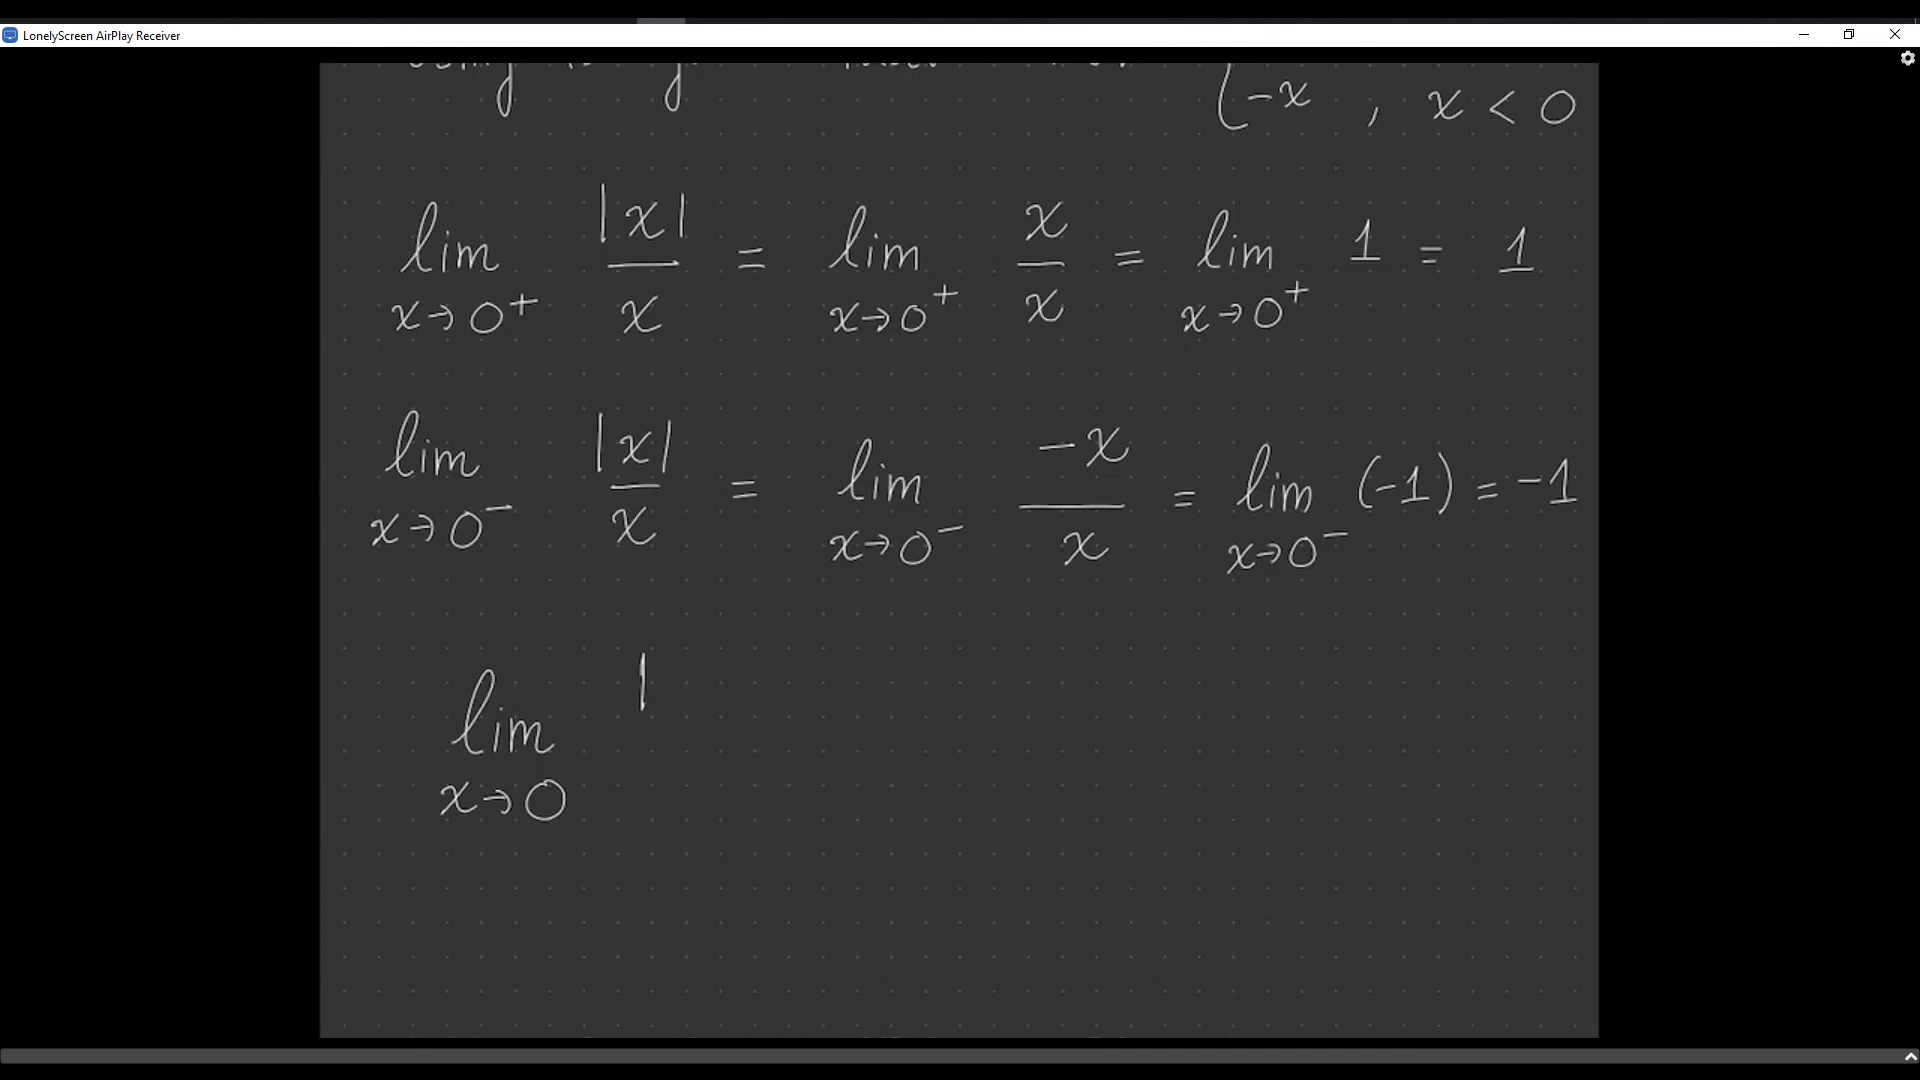 LonelyScreen AirPlay Receiver
-x , x < 0
lim x→0⁺ |x|/x = lim x→0⁺ x/x = lim x→0⁺ 1 = 1
lim x→0⁻ |x|/x = lim x→0⁻ -x/x = lim x→0⁻ (-1) = -1
lim x→0 |